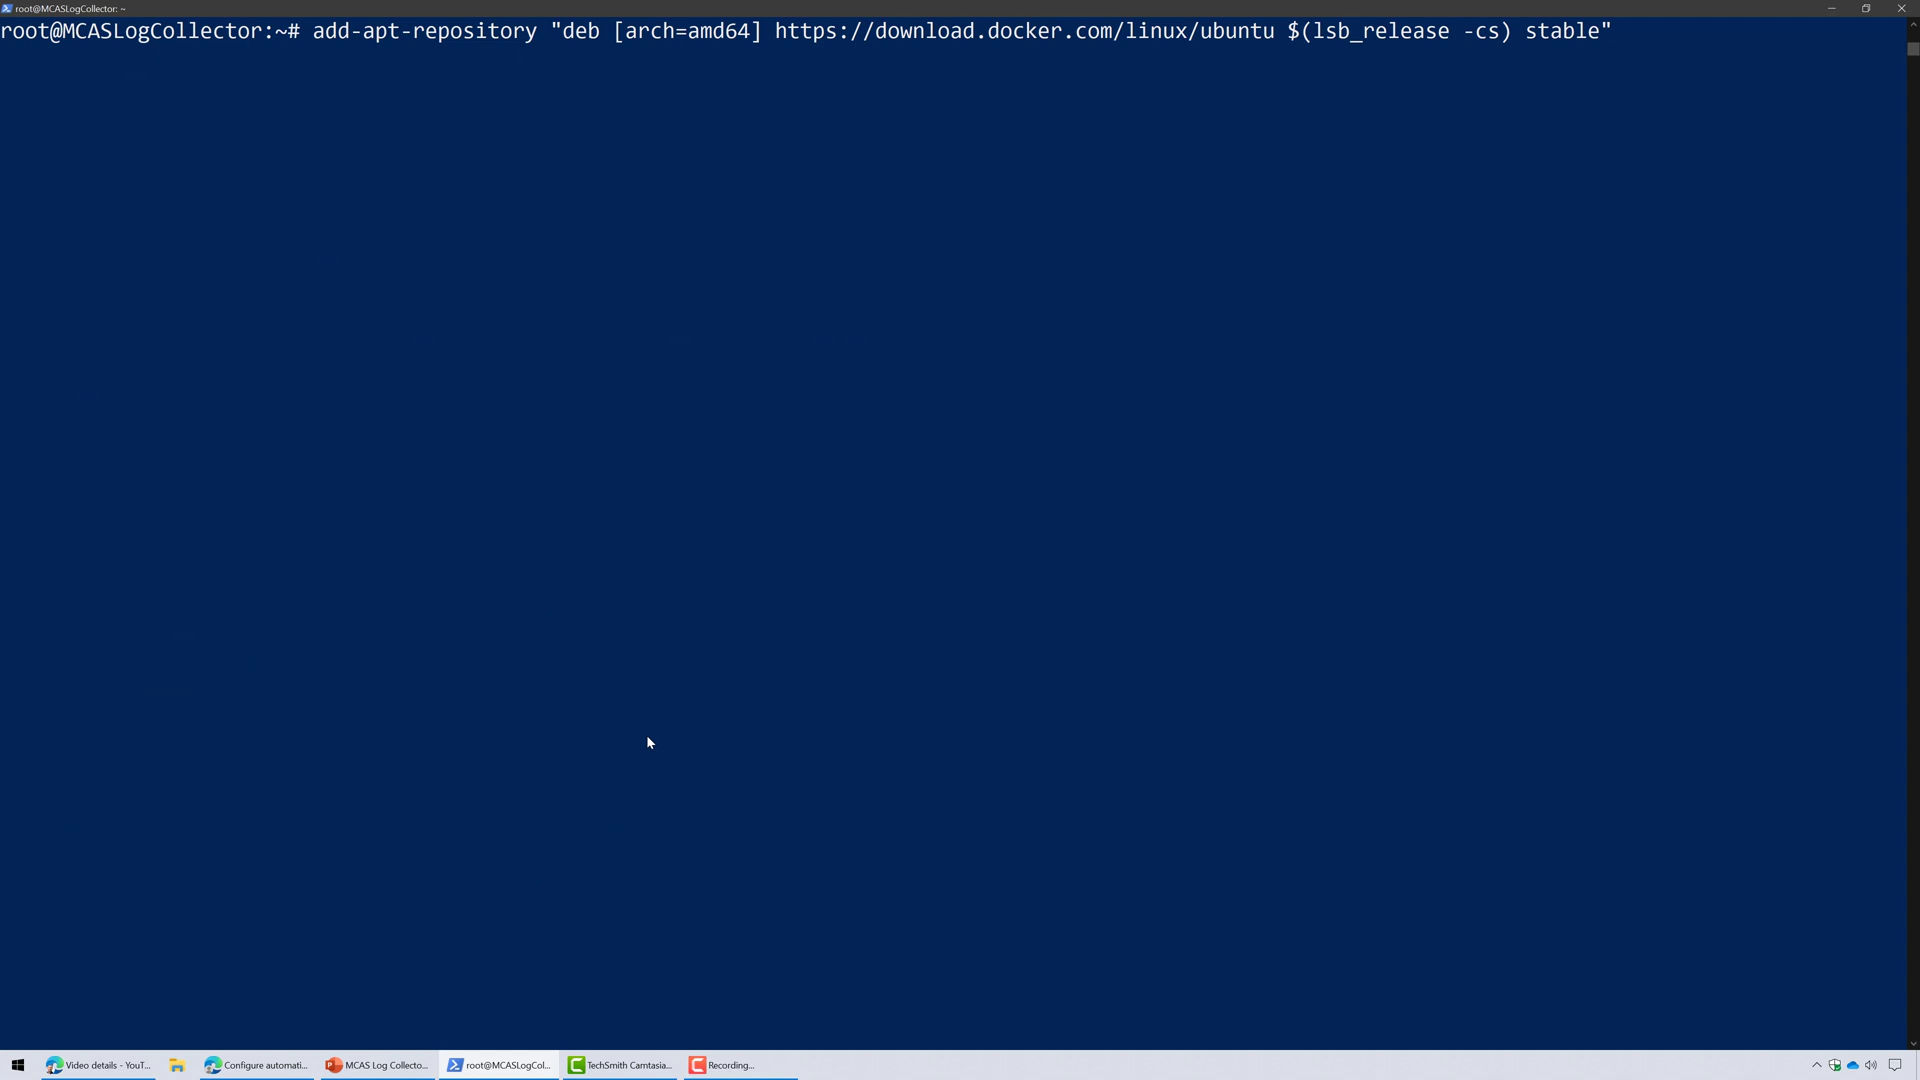 root@MCASLogCollector: ~
root@MCASLogCollector:~# add-apt-repository "deb [arch=amd64] https://download.docker.com/linux/ubuntu $(lsb_release -cs) stable"
Video details - YouT...
Configure automati...
MCAS Log Collecto...
root@MCASLogCol...
TechSmith Camtasia...
Recording...